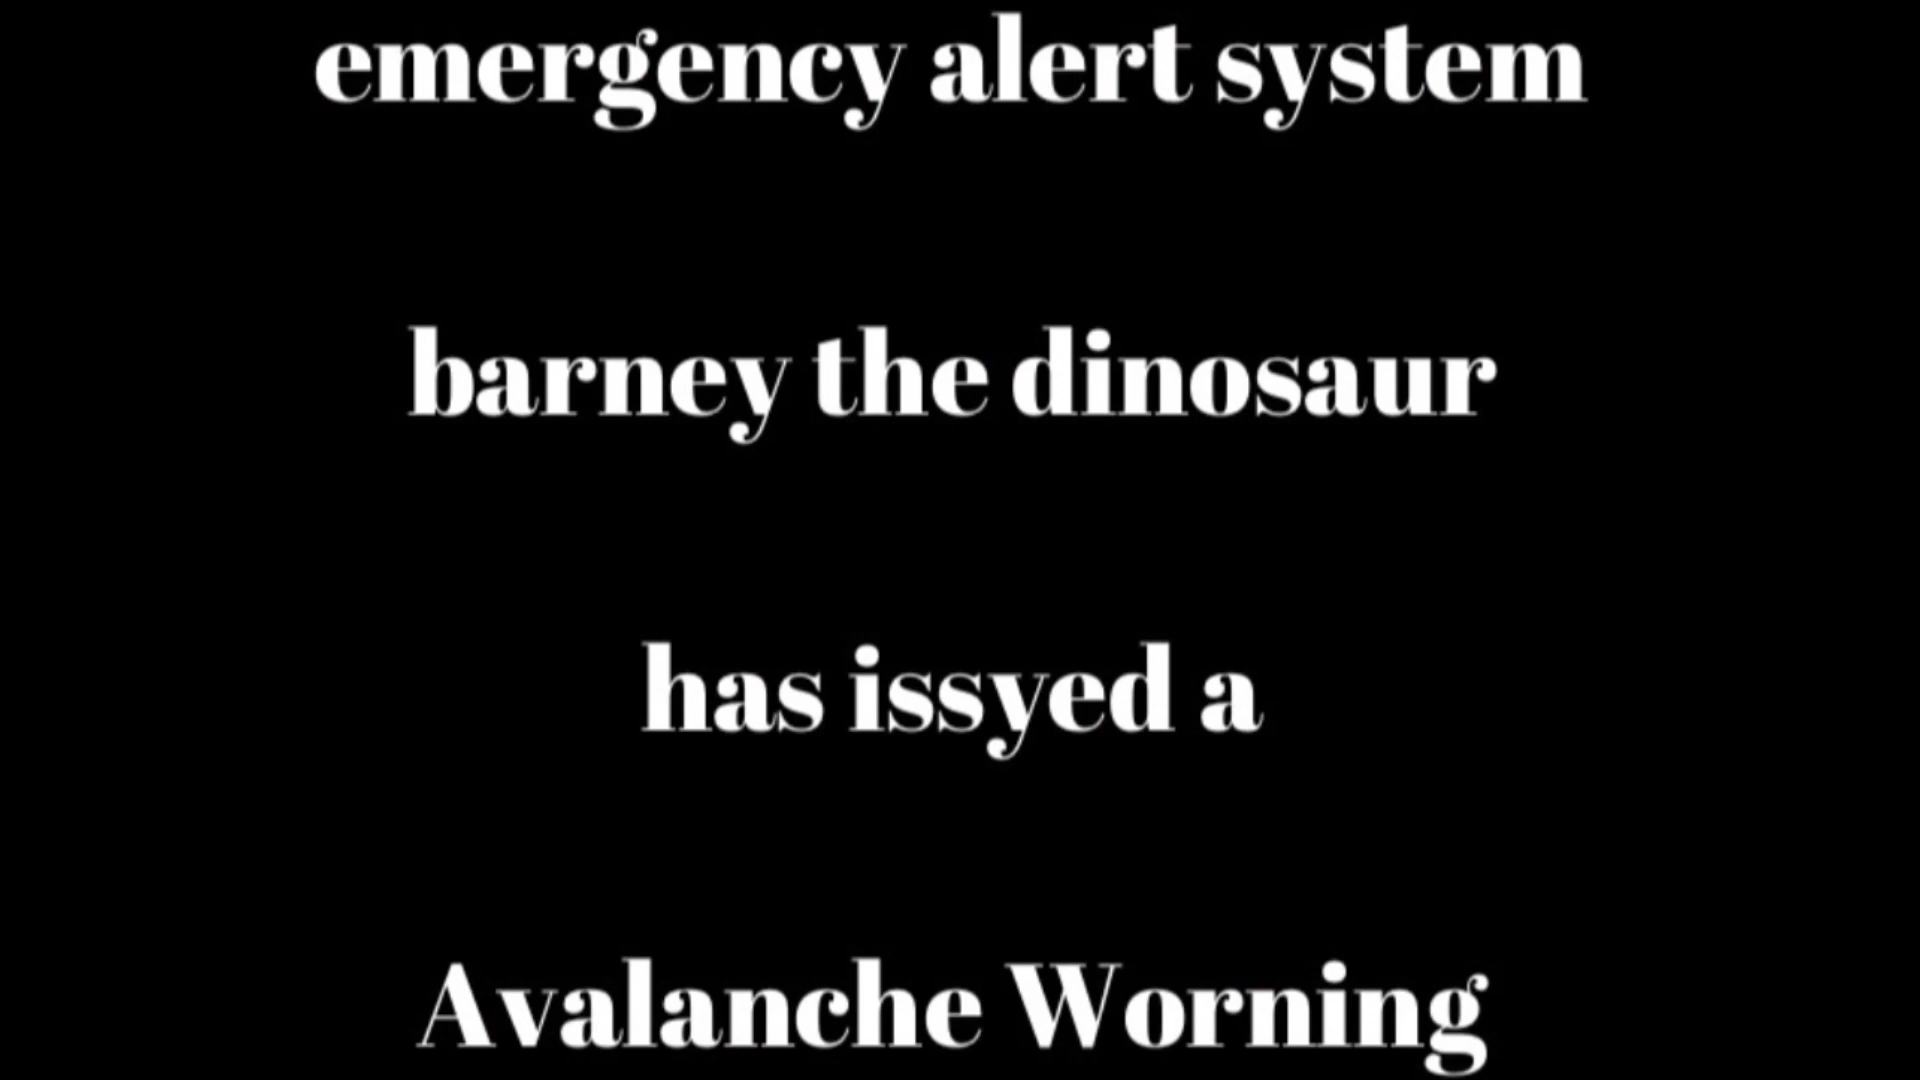 emergency alert system
barney the dinosaur
has issyed a
Avalanche Worning